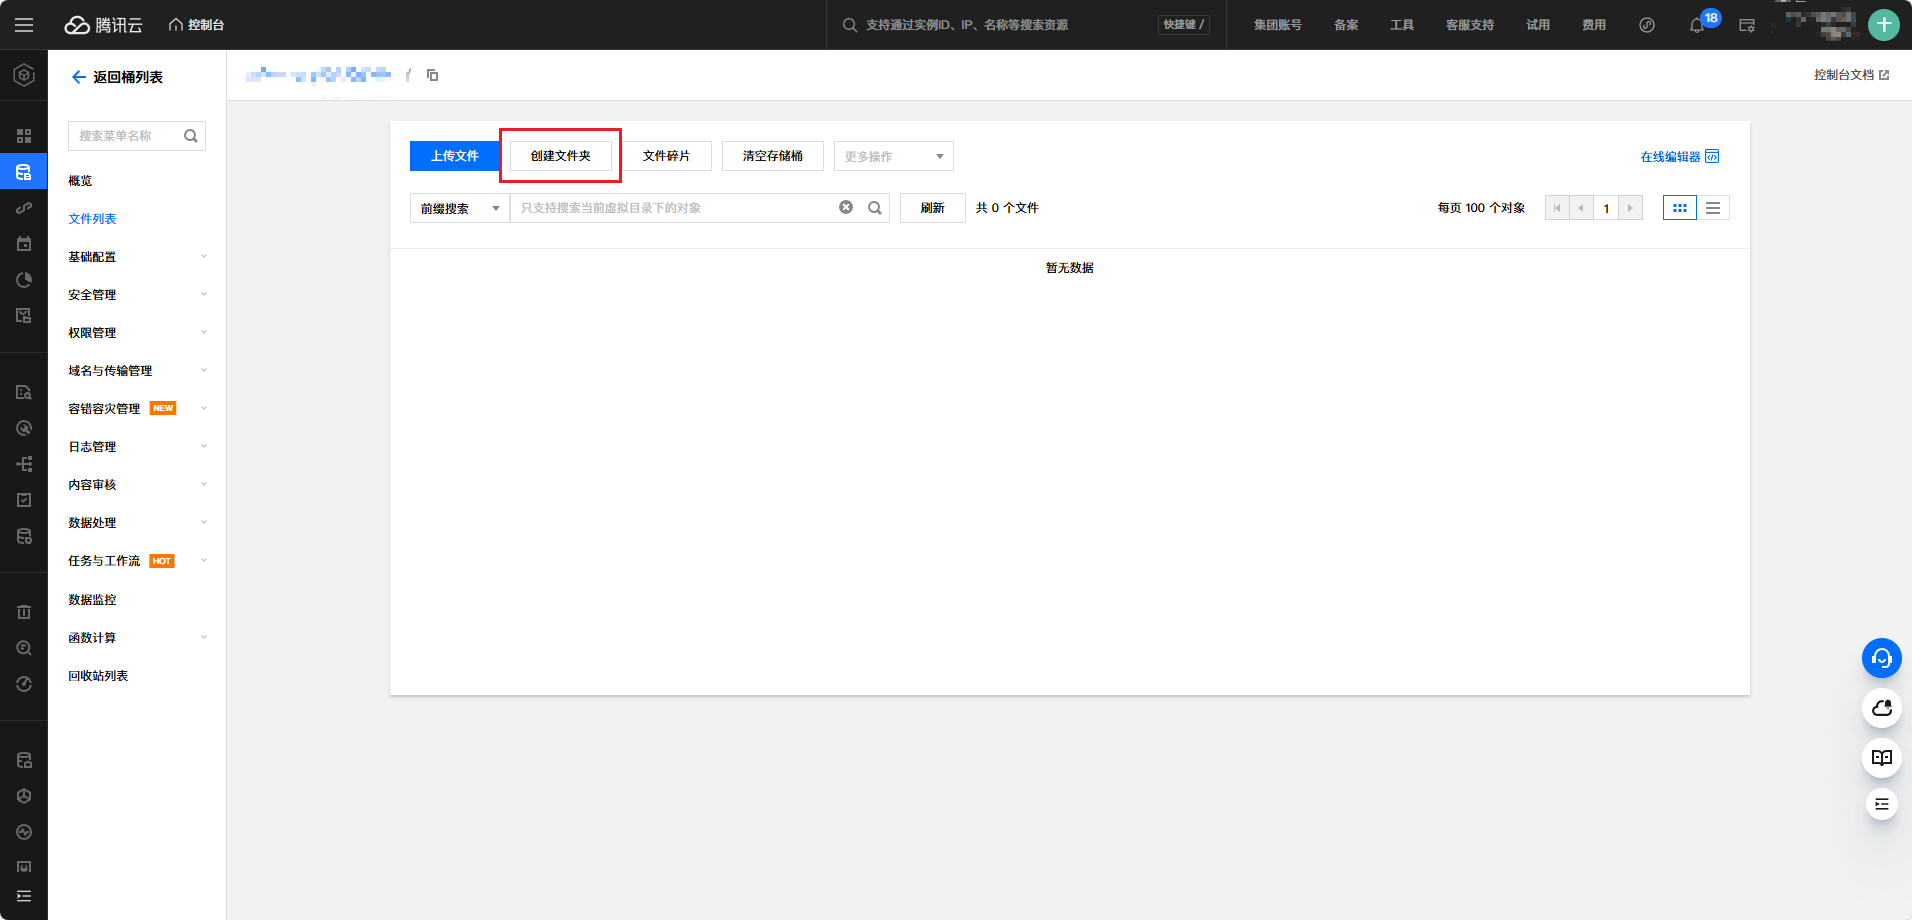 腾讯云
控制台
支持通过实例ID、IP、名称等搜索资源
快捷键 /
集团账号
备案
工具
客服支持
试用
费用
18
返回桶列表
/
控制台文档
搜索菜单名称
概览
文件列表
基础配置
安全管理
权限管理
域名与传输管理
容错容灾管理 NEW
日志管理
内容审核
数据处理
任务与工作流 HOT
数据监控
函数计算
回收站列表
上传文件
创建文件夹
文件碎片
清空存储桶
更多操作
在线编辑器
前缀搜索
只支持搜索当前虚拟目录下的对象
刷新
共 0 个文件
每页 100 个对象
1
暂无数据